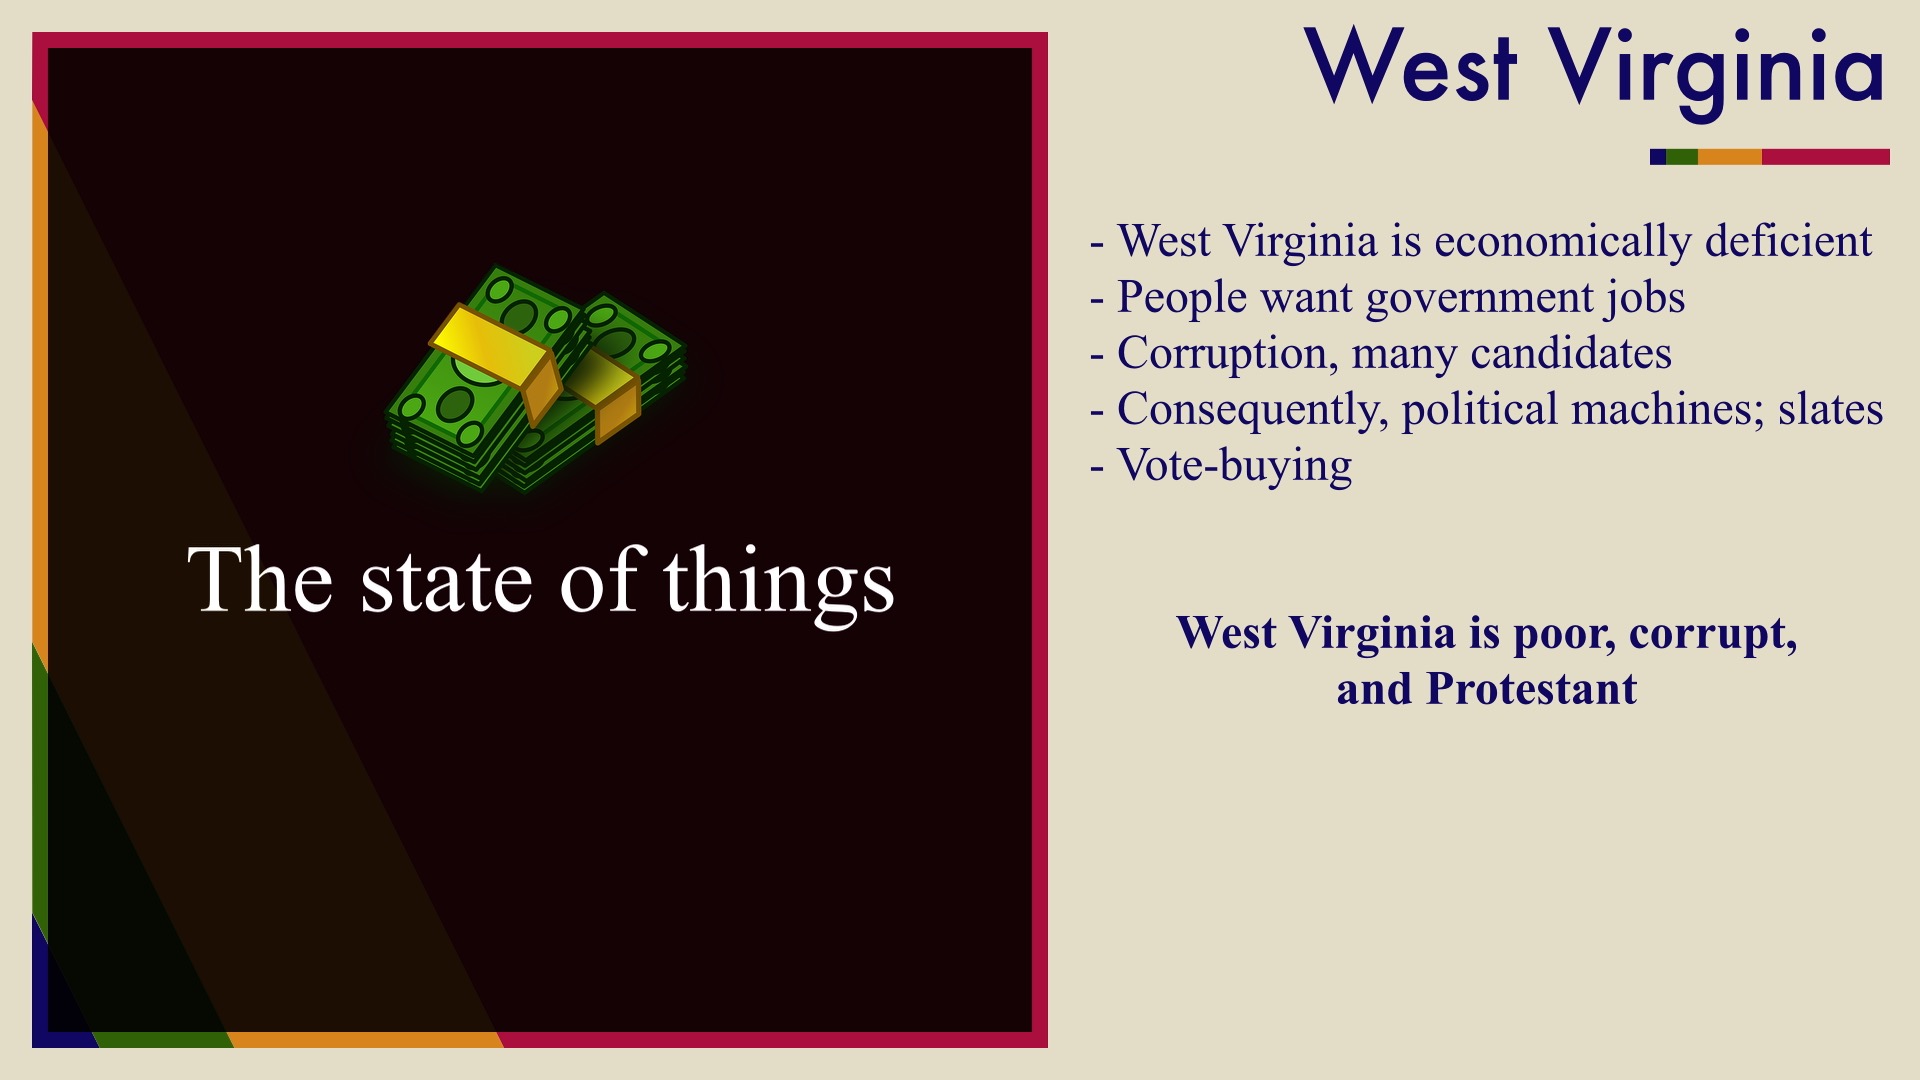 West Virginia
- West Virginia is economically deficient
- People want government jobs
- Corruption, many candidates
- Consequently, political machines; slates
- Vote-buying
The state of things
West Virginia is poor, corrupt,
and Protestant